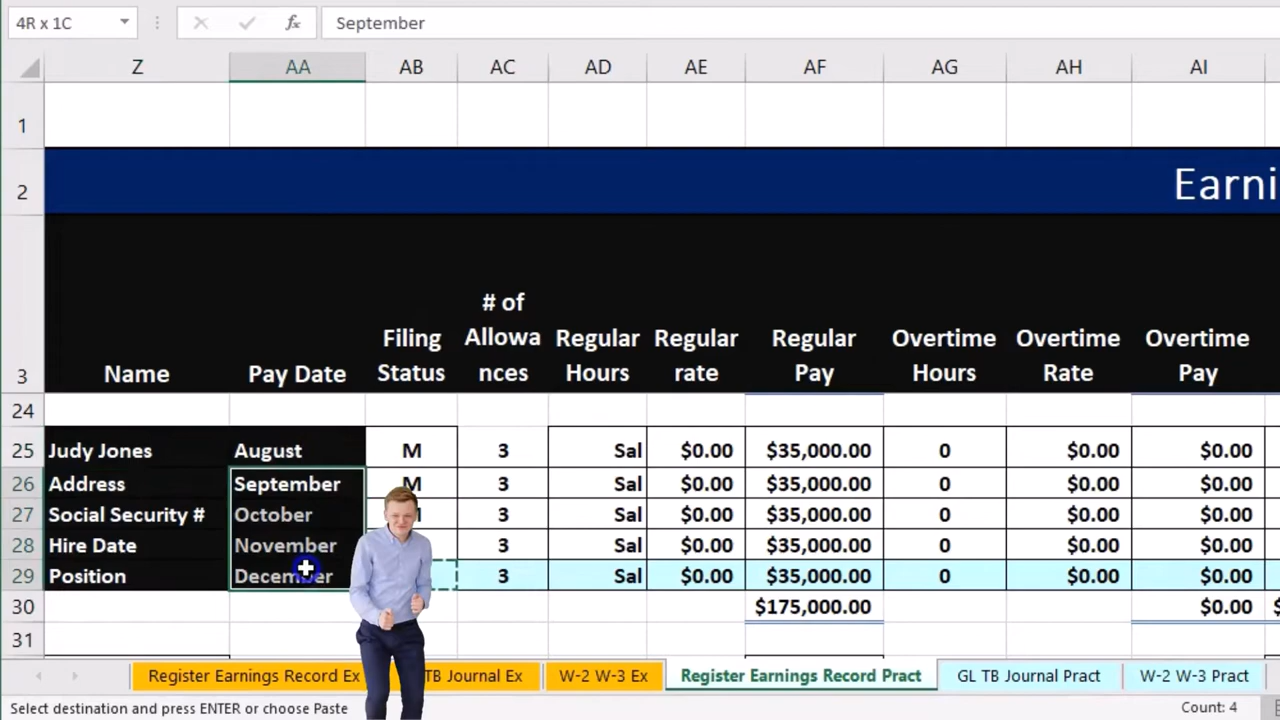 4R x 1C fx September
Z AA AB AC AD AE AF AG AH AI
1
2 Earni
3 Name Pay Date Filing Status # of Allowa nces Regular Hours Regular rate Regular Pay Overtime Hours Overtime Rate Overtime Pay
24
25 Judy Jones August M 3 Sal $0.00 $35,000.00 0 $0.00 $0.00
26 Address September M 3 Sal $0.00 $35,000.00 0 $0.00 $0.00
27 Social Security # October 3 Sal $0.00 $35,000.00 0 $0.00 $0.00
28 Hire Date November 3 Sal $0.00 $35,000.00 0 $0.00 $0.00
29 Position December 3 Sal $0.00 $35,000.00 0 $0.00 $0.00
30 $175,000.00 $0.00 $
31
Register Earnings Record Ex TB Journal Ex W-2 W-3 Ex Register Earnings Record Pract GL TB Journal Pract W-2 W-3 Pract
Select destination and press ENTER or choose Paste Count: 4